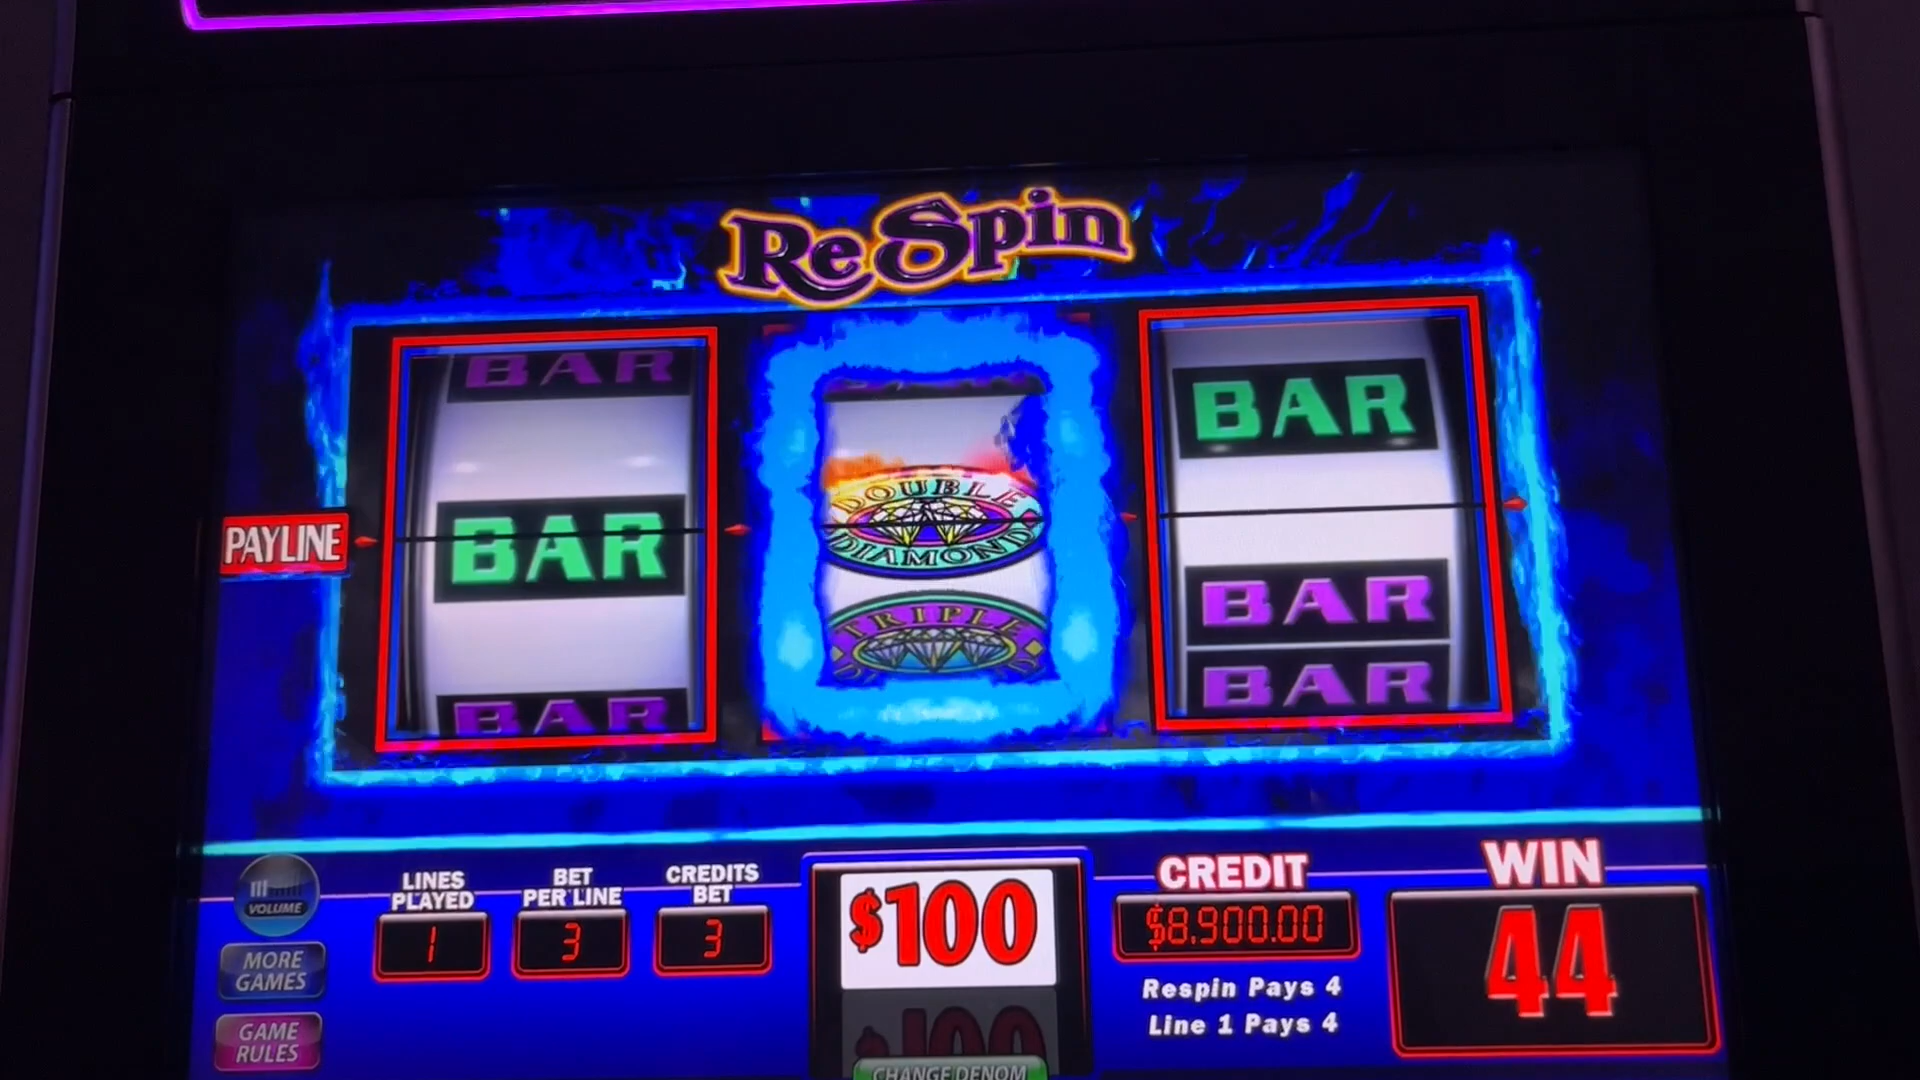 ReSpin
BAR
BAR
BAR
DOUBLE
DIAMOND
TRIPLE
BAR
BAR
BAR
PAYLINE
VOLUME
MORE
GAMES
GAME
RULES
LINES
PLAYED
1
BET
PER LINE
3
CREDITS
BET
3
$100
$100
CHANGE DENOM
CREDIT
$8,900.00
Respin Pays 4
Line 1 Pays 4
WIN
44